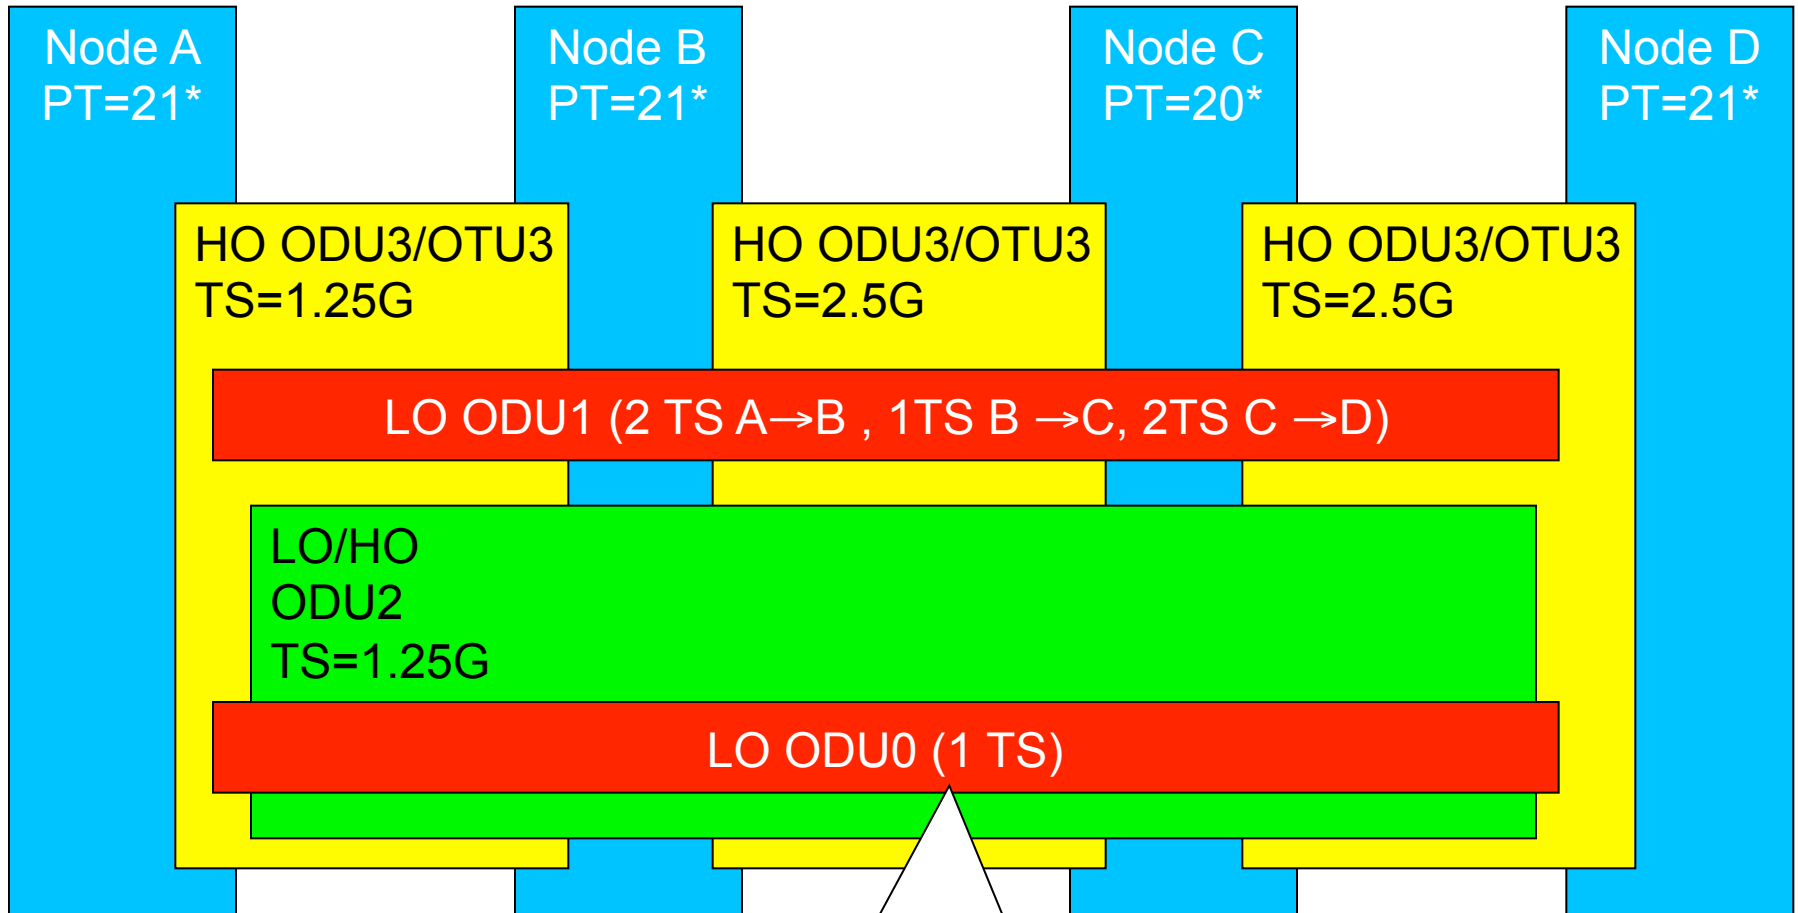 Node A
PT=21*
Node B
PT=21*
Node C
PT=20*
Node D
PT=21*
HO ODU3/OTU3
TS=1.25G
HO ODU3/OTU3
TS=2.5G
HO ODU3/OTU3
TS=2.5G
LO ODU1 (2 TS A→B , 1TS B →C, 2TS C →D)
LO/HO
ODU2
TS=1.25G
LO ODU0 (1 TS)